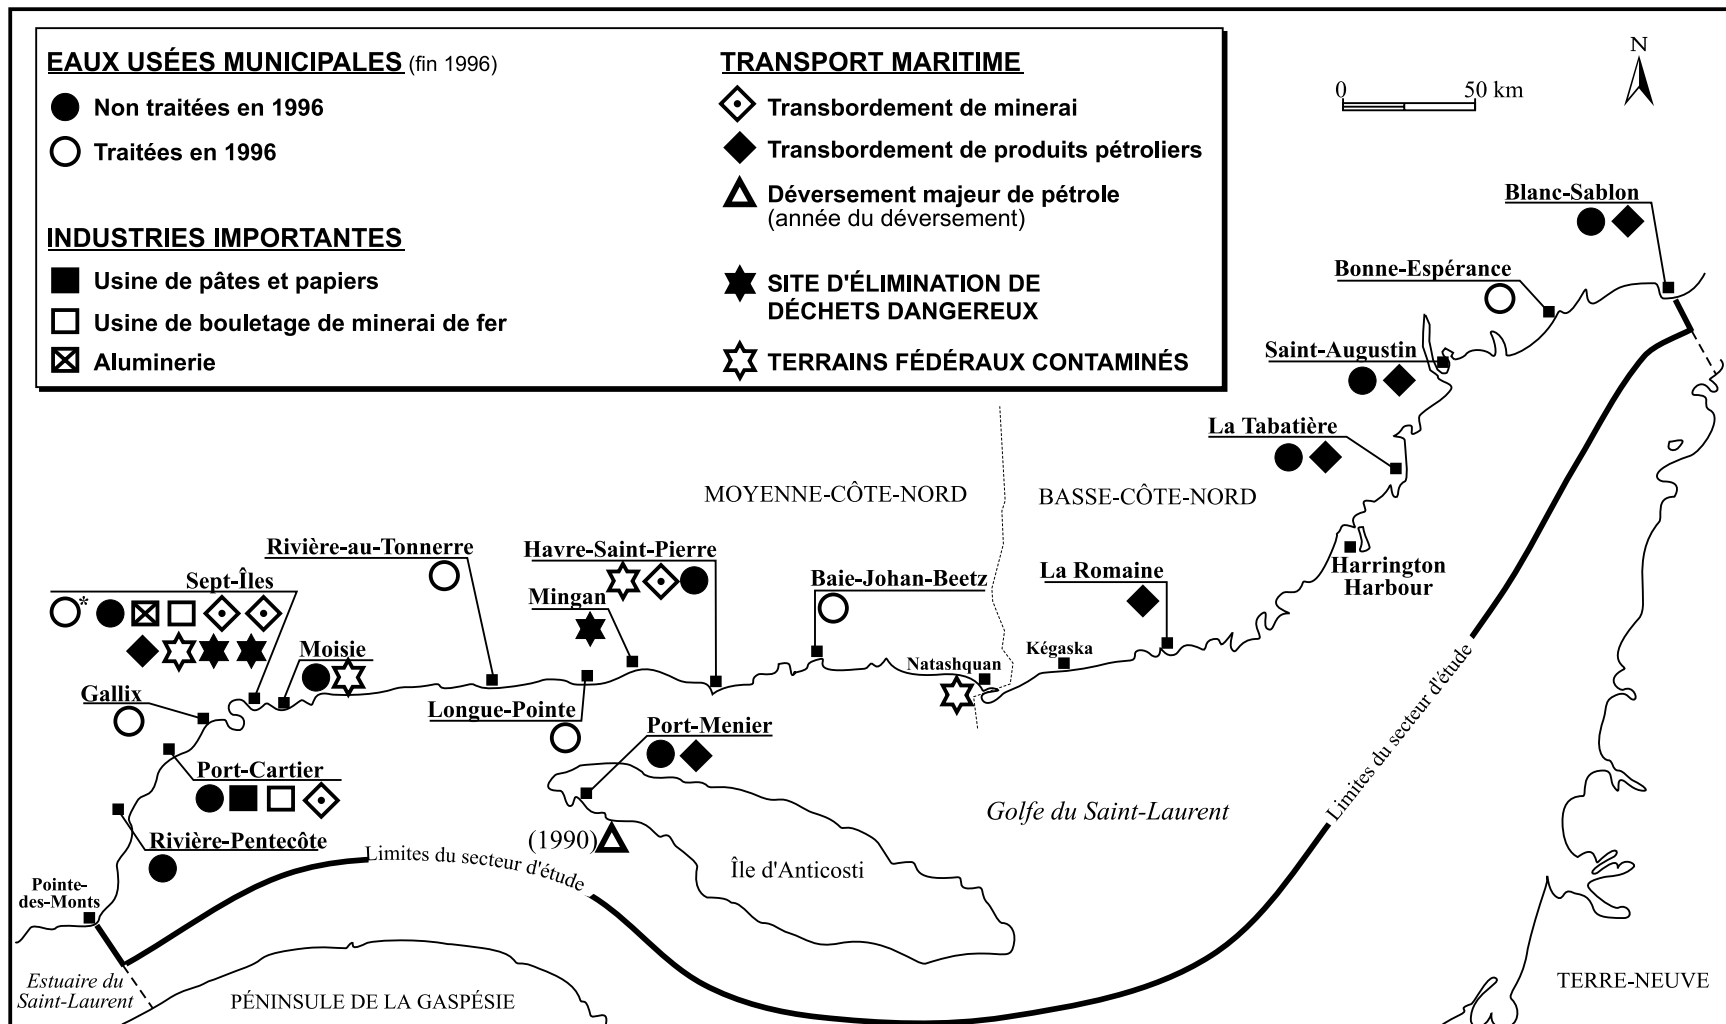 EAUX USÉES MUNICIPALES (fin 1996)
Non traitées en 1996
Traitées en 1996
INDUSTRIES IMPORTANTES
Usine de pâtes et papiers
Usine de bouletage de minerai de fer
Aluminerie
TRANSPORT MARITIME
Transbordement de minerai
Transbordement de produits pétroliers
Déversement majeur de pétrole
(année du déversement)
SITE D'ÉLIMINATION DE
DÉCHETS DANGEREUX
TERRAINS FÉDÉRAUX CONTAMINÉS
N
0 50 km
Blanc-Sablon
Bonne-Espérance
Saint-Augustin
La Tabatière
MOYENNE-CÔTE-NORD
BASSE-CÔTE-NORD
Rivière-au-Tonnerre
Havre-Saint-Pierre
Harrington
Harbour
Sept-Îles
*
Mingan
Baie-Johan-Beetz
La Romaine
Moisie
Kégaska
Natashquan
Gallix
Longue-Pointe
Port-Menier
Port-Cartier
Golfe du Saint-Laurent
Limites du secteur d'étude
Rivière-Pentecôte
(1990)
Limites du secteur d'étude
Île d'Anticosti
Pointe-
des-Monts
Estuaire du
Saint-Laurent
PÉNINSULE DE LA GASPÉSIE
TERRE-NEUVE